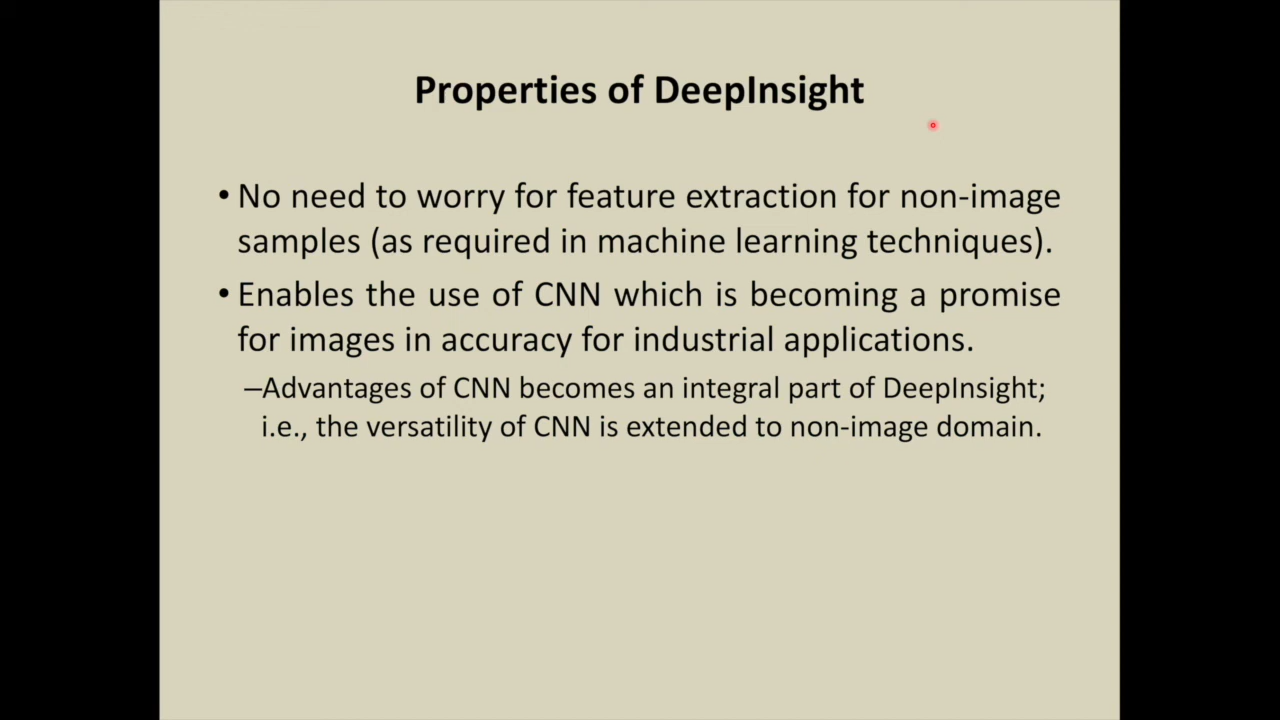 Properties of DeepInsight
• No need to worry for feature extraction for non-image
samples (as required in machine learning techniques).
• Enables the use of CNN which is becoming a promise
for images in accuracy for industrial applications.
–Advantages of CNN becomes an integral part of DeepInsight;
i.e., the versatility of CNN is extended to non-image domain.